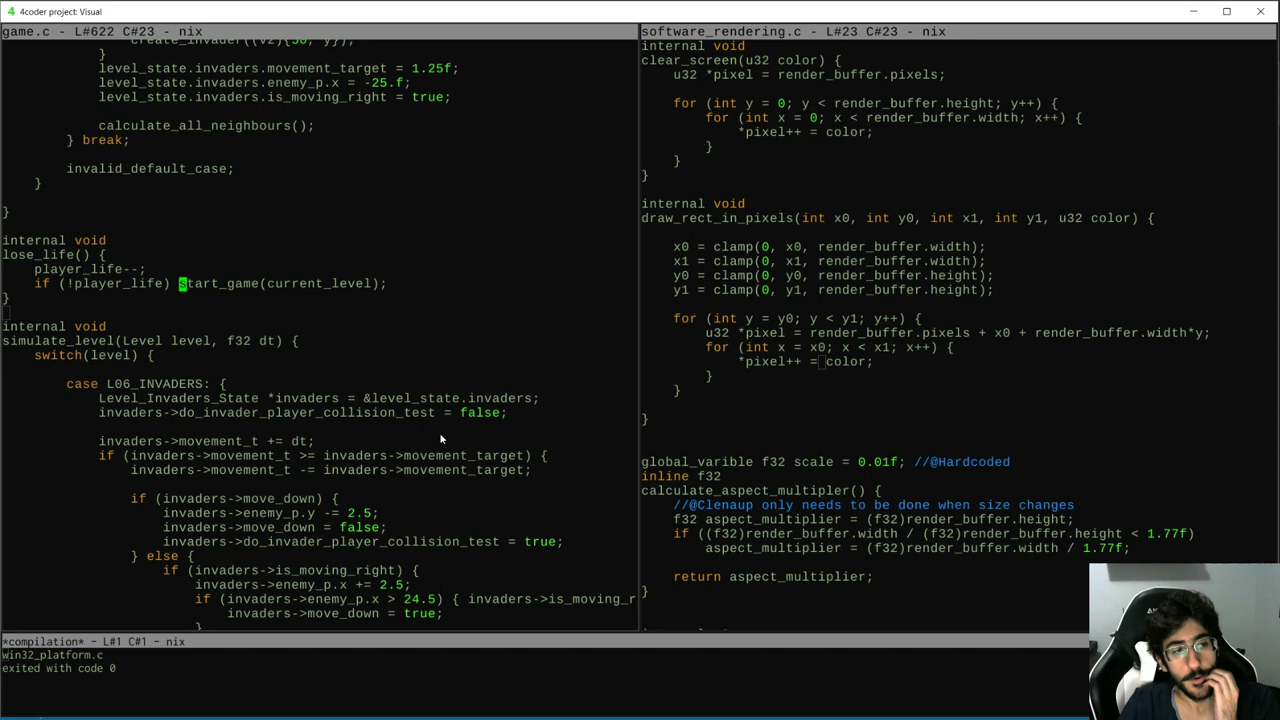 4coder project: Visual
game.c - L#622 C#23 - nix
create_invader((v2){50, y});
}
level_state.invaders.movement_target = 1.25f;
level_state.invaders.enemy_p.x = -25.f;
level_state.invaders.is_moving_right = true;
calculate_all_neighbours();
} break;
invalid_default_case;
}
}
internal void
lose_life() {
player_life--;
if (!player_life) start_game(current_level);
}
internal void
simulate_level(Level level, f32 dt) {
switch(level) {
case L06_INVADERS: {
Level_Invaders_State *invaders = &level_state.invaders;
invaders->do_invader_player_collision_test = false;
invaders->movement_t += dt;
if (invaders->movement_t >= invaders->movement_target) {
invaders->movement_t -= invaders->movement_target;
if (invaders->move_down) {
invaders->enemy_p.y -= 2.5;
invaders->move_down = false;
invaders->do_invader_player_collision_test = true;
} else {
if (invaders->is_moving_right) {
invaders->enemy_p.x += 2.5;
if (invaders->enemy_p.x > 24.5) { invaders->is_moving_r
invaders->move_down = true;
}
software_rendering.c - L#23 C#23 - nix
internal void
clear_screen(u32 color) {
u32 *pixel = render_buffer.pixels;
for (int y = 0; y < render_buffer.height; y++) {
for (int x = 0; x < render_buffer.width; x++) {
*pixel++ = color;
}
}
}
internal void
draw_rect_in_pixels(int x0, int y0, int x1, int y1, u32 color) {
x0 = clamp(0, x0, render_buffer.width);
x1 = clamp(0, x1, render_buffer.width);
y0 = clamp(0, y0, render_buffer.height);
y1 = clamp(0, y1, render_buffer.height);
for (int y = y0; y < y1; y++) {
u32 *pixel = render_buffer.pixels + x0 + render_buffer.width*y;
for (int x = x0; x < x1; x++) {
*pixel++ = color;
}
}
}
global_varible f32 scale = 0.01f; //@Hardcoded
inline f32
calculate_aspect_multipler() {
//@Clenaup only needs to be done when size changes
f32 aspect_multiplier = (f32)render_buffer.height;
if ((f32)render_buffer.width / (f32)render_buffer.height < 1.77f)
aspect_multiplier = (f32)render_buffer.width / 1.77f;
return aspect_multiplier;
}
*compilation* - L#1 C#1 - nix
win32_platform.c
exited with code 0